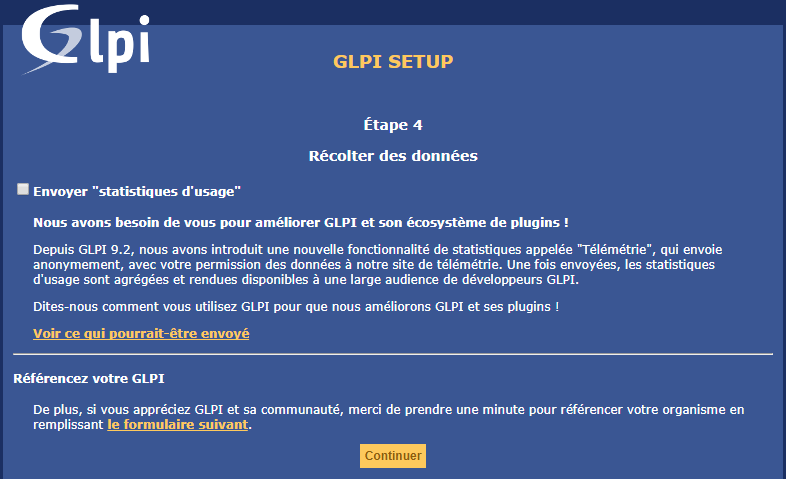 Glpi
GLPI SETUP
Étape 4
Récolter des données
Envoyer "statistiques d'usage"
Nous avons besoin de vous pour améliorer GLPI et son écosystème de plugins !
Depuis GLPI 9.2, nous avons introduit une nouvelle fonctionnalité de statistiques appelée "Télémétrie", qui envoie
anonymement, avec votre permission des données à notre site de télémétrie. Une fois envoyées, les statistiques
d'usage sont agrégées et rendues disponibles à une large audience de développeurs GLPI.
Dites-nous comment vous utilisez GLPI pour que nous améliorons GLPI et ses plugins !
Voir ce qui pourrait-être envoyé
Référencez votre GLPI
De plus, si vous appréciez GLPI et sa communauté, merci de prendre une minute pour référencer votre organisme en
remplissant le formulaire suivant.
Continuer